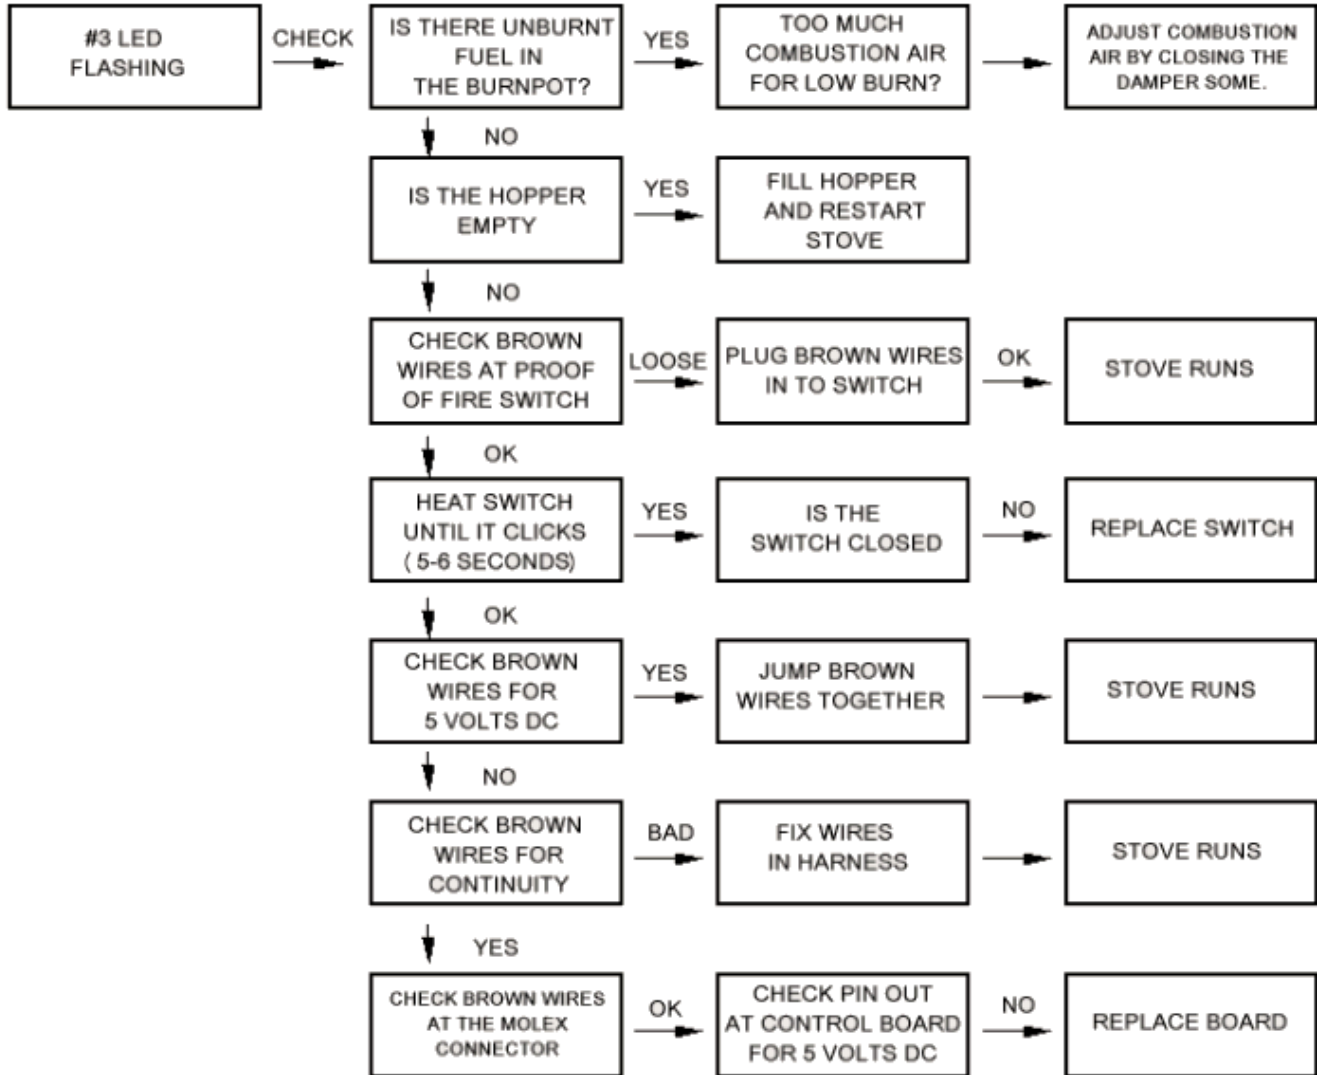 #3 LED
FLASHING
CHECK
IS THERE UNBURNT
FUEL IN
THE BURNPOT?
YES
TOO MUCH
COMBUSTION AIR
FOR LOW BURN?
ADJUST COMBUSTION
AIR BY CLOSING THE
DAMPER SOME.
NO
IS THE HOPPER
EMPTY
YES
FILL HOPPER
AND RESTART
STOVE
NO
CHECK BROWN
WIRES AT PROOF
OF FIRE SWITCH
LOOSE
PLUG BROWN WIRES
IN TO SWITCH
OK
STOVE RUNS
OK
HEAT SWITCH
UNTIL IT CLICKS
( 5-6 SECONDS)
YES
IS THE
SWITCH CLOSED
NO
REPLACE SWITCH
OK
CHECK BROWN
WIRES FOR
5 VOLTS DC
YES
JUMP BROWN
WIRES TOGETHER
STOVE RUNS
NO
CHECK BROWN
WIRES FOR
CONTINUITY
BAD
FIX WIRES
IN HARNESS
STOVE RUNS
YES
CHECK BROWN WIRES
AT THE MOLEX
CONNECTOR
OK
CHECK PIN OUT
AT CONTROL BOARD
FOR 5 VOLTS DC
NO
REPLACE BOARD